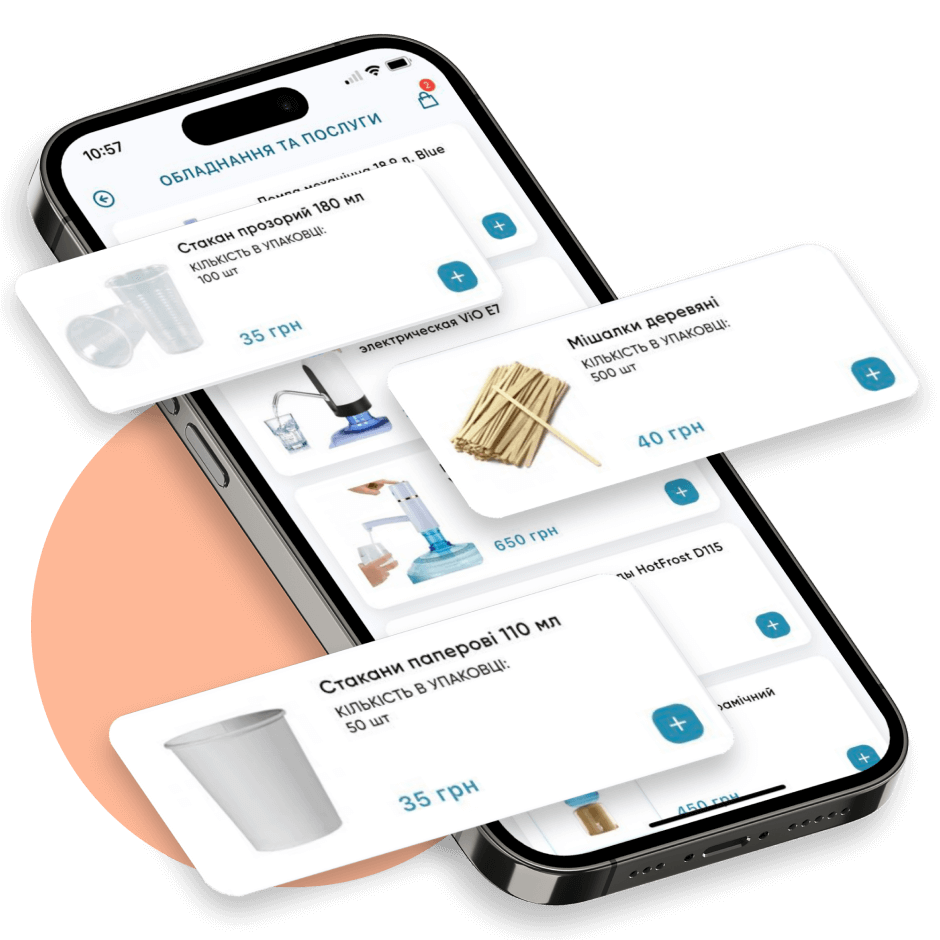 10:57
2
ОБЛАДНАННЯ ТА ПОСЛУГИ
Помпа механічна 18,9 л, Blue
Стакан прозорий 180 мл
КІЛЬКІСТЬ В УПАКОВЦІ:
100 шт
35 грн
электрическая ViO E7
Мішалки деревяні
КІЛЬКІСТЬ В УПАКОВЦІ:
500 шт
40 грн
650 грн
ды HotFrost D115
Стакани паперові 110 мл
КІЛЬКІСТЬ В УПАКОВЦІ:
50 шт
35 грн
рамічний
450 грн